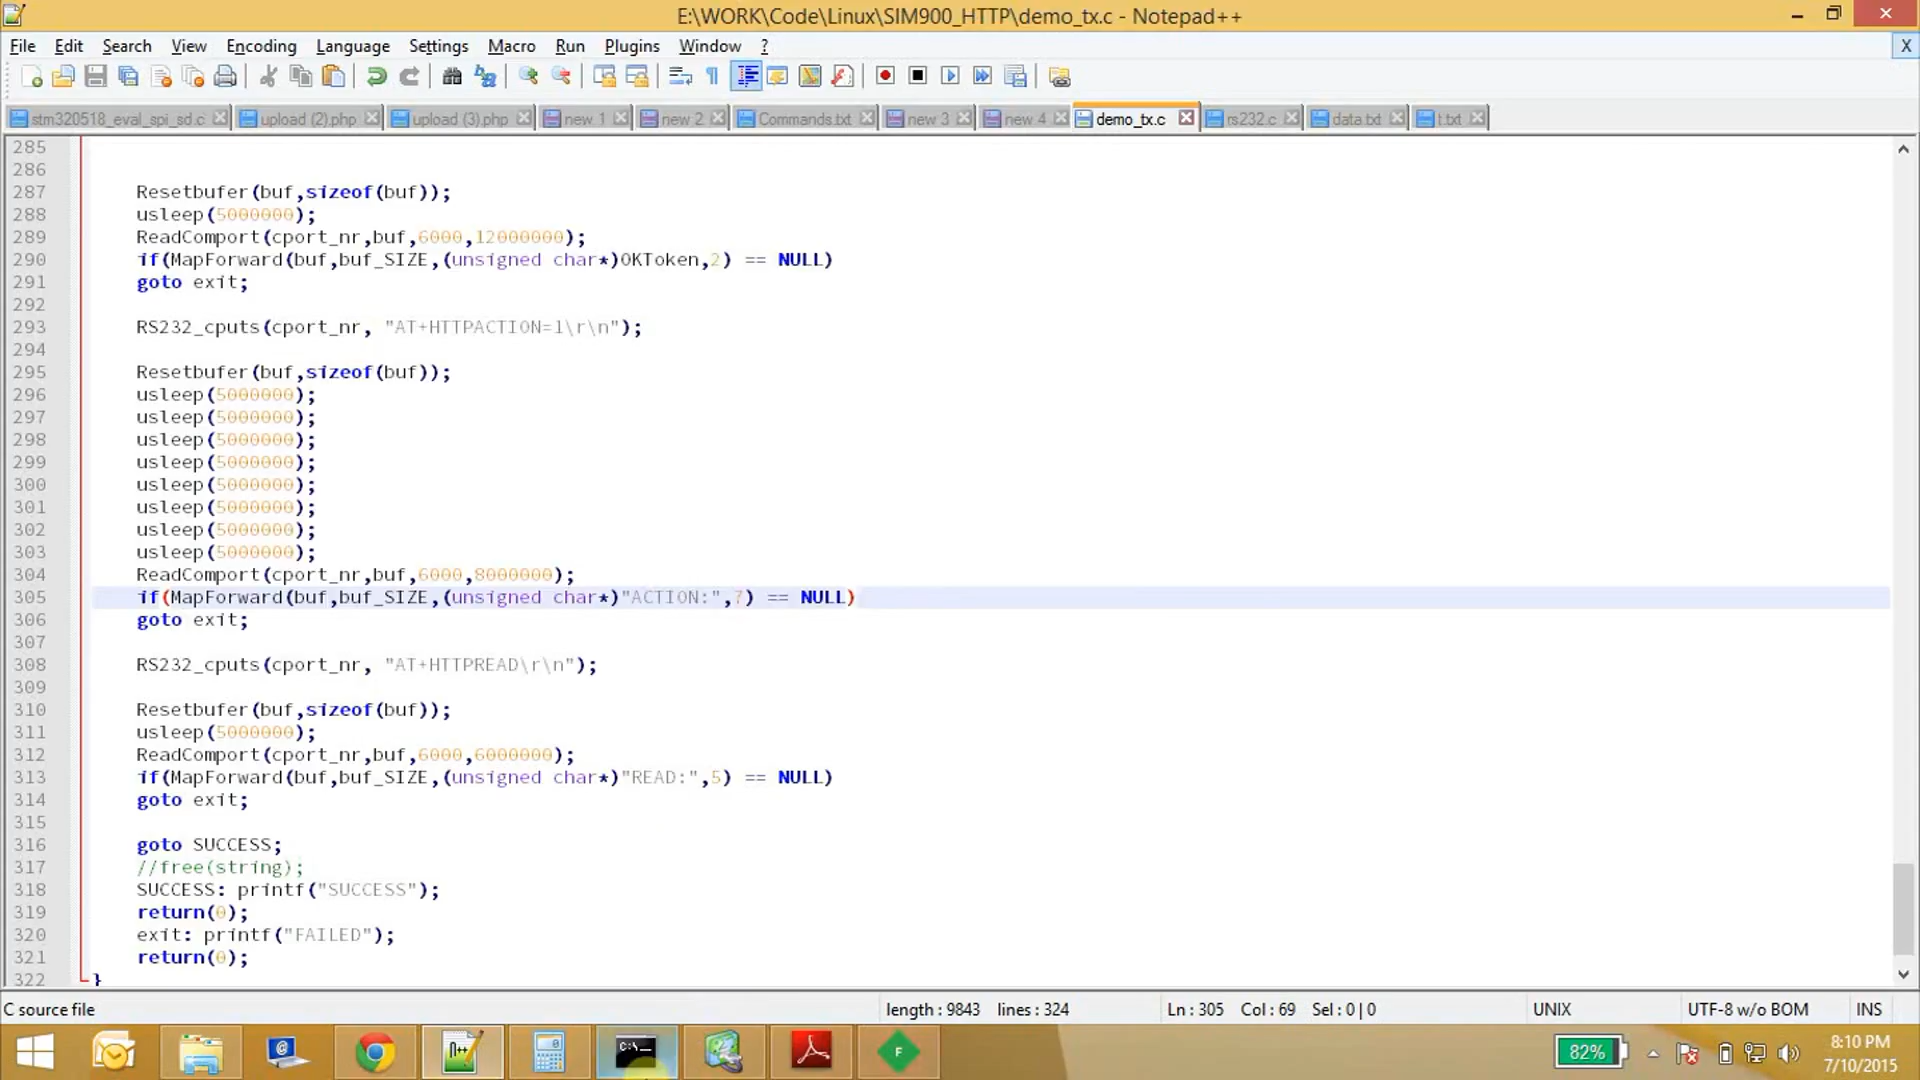 E:\WORK\Code\Linux\SIM900_HTTP\demo_tx.c - Notepad++
File Edit Search View Encoding Language Settings Macro Run Plugins Window ? X
stm320518_eval_spi_sd.c upload (2).php upload (3).php new 1 new 2 Commands.txt new 3 new 4 demo_tx.c rs232.c data.txt t.txt
285
286
287 Resetbufer(buf,sizeof(buf));
288 usleep(5000000);
289 ReadComport(cport_nr,buf,6000,12000000);
290 if(MapForward(buf,buf_SIZE,(unsigned char*)OKToken,2) == NULL)
291 goto exit;
292
293 RS232_cputs(cport_nr, "AT+HTTPACTION=1\r\n");
294
295 Resetbufer(buf,sizeof(buf));
296 usleep(5000000);
297 usleep(5000000);
298 usleep(5000000);
299 usleep(5000000);
300 usleep(5000000);
301 usleep(5000000);
302 usleep(5000000);
303 usleep(5000000);
304 ReadComport(cport_nr,buf,6000,8000000);
305 if(MapForward(buf,buf_SIZE,(unsigned char*)"ACTION:",7) == NULL)
306 goto exit;
307
308 RS232_cputs(cport_nr, "AT+HTTPREAD\r\n");
309
310 Resetbufer(buf,sizeof(buf));
311 usleep(5000000);
312 ReadComport(cport_nr,buf,6000,6000000);
313 if(MapForward(buf,buf_SIZE,(unsigned char*)"READ:",5) == NULL)
314 goto exit;
315
316 goto SUCCESS;
317 //free(string);
318 SUCCESS: printf("SUCCESS");
319 return(0);
320 exit: printf("FAILED");
321 return(0);
322 }
C source file length : 9843 lines : 324 Ln : 305 Col : 69 Sel : 0 | 0 UNIX UTF-8 w/o BOM INS
82% 8:10 PM
7/10/2015